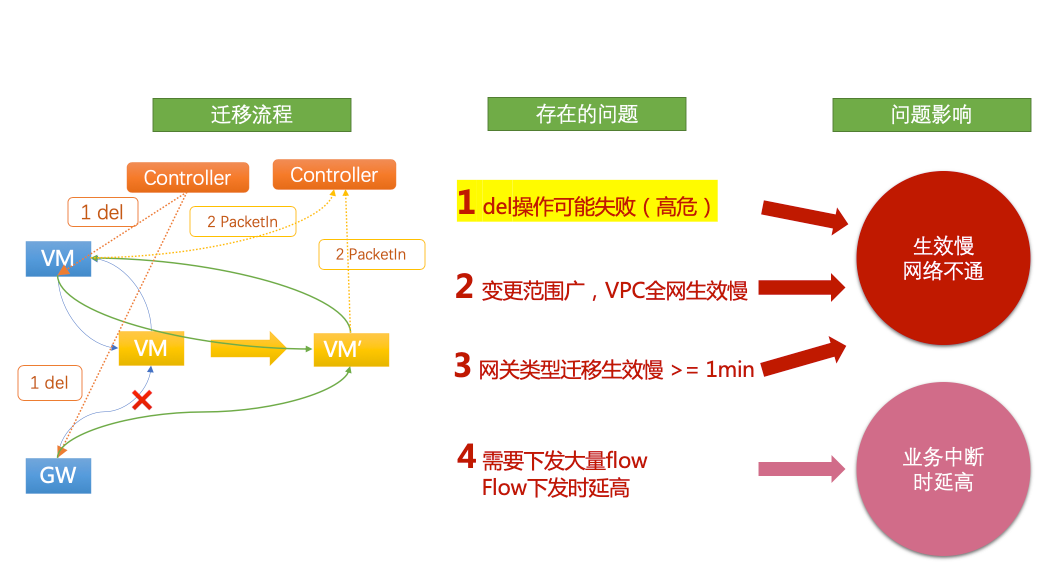 迁移流程
存在的问题
问题影响
Controller
Controller
1 del
2 PacketIn
2 PacketIn
VM
VM
VM′
1 del
GW
1 del操作可能失败（高危）
2 变更范围广，VPC全网生效慢
3 网关类型迁移生效慢 >= 1min
4 需要下发大量flow
Flow下发时延高
生效慢
网络不通
业务中断
时延高